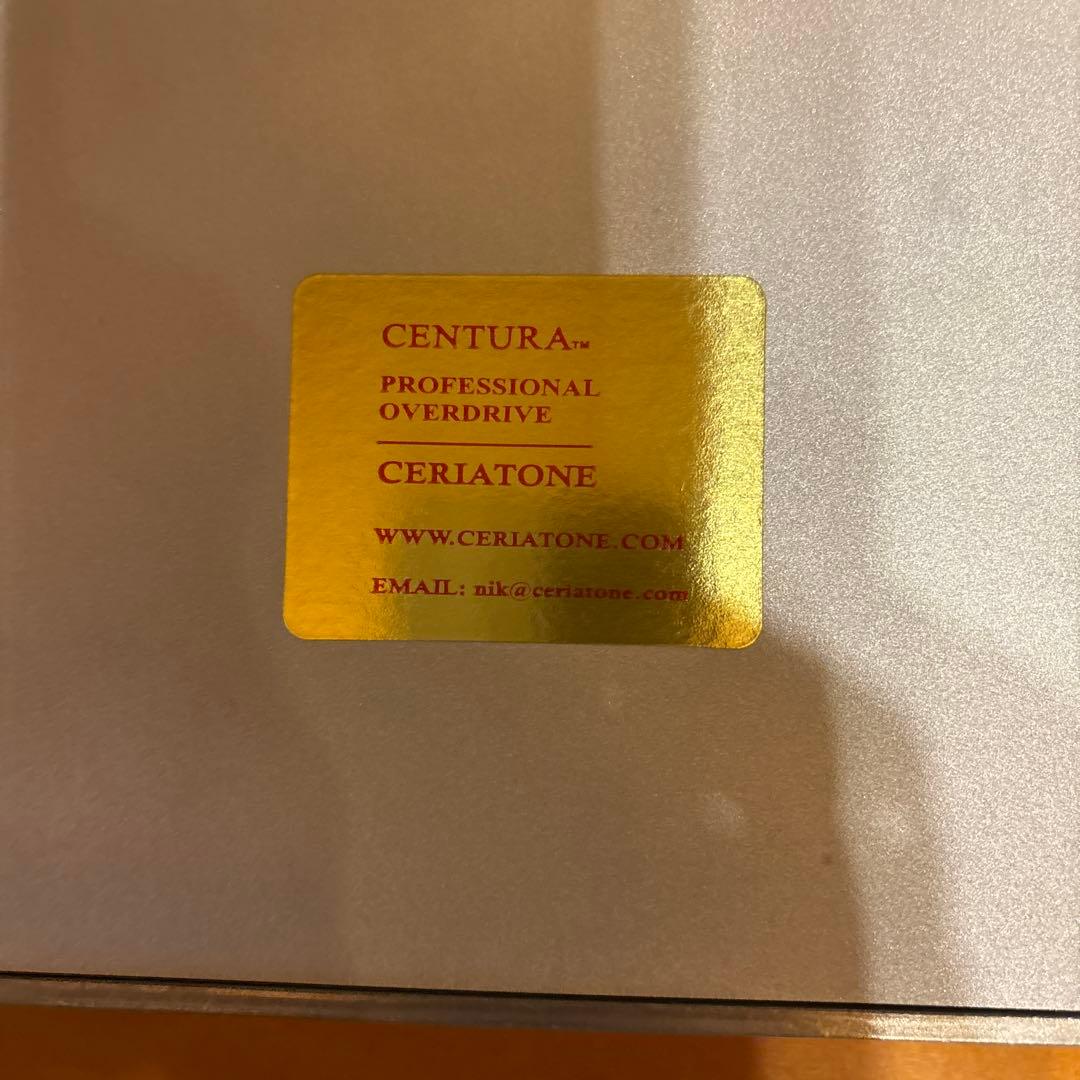 CENTURA™
PROFESSIONAL
OVERDRIVE
CERIATONE
WWW.CERIATONE.COM
EMAIL: nik@ceriatone.com